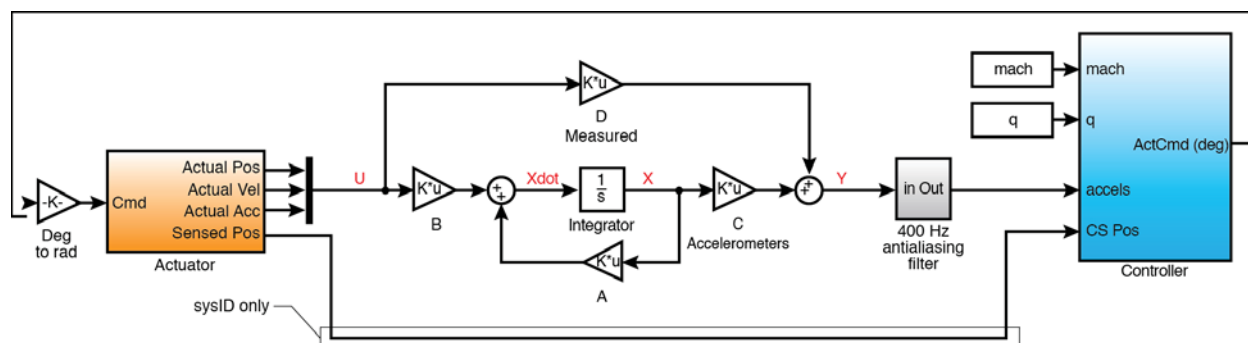 mach
mach
K*u
D
Measured
q
q
ActCmd (deg)
Actual Pos
Actual Vel
Actual Acc
Sensed Pos
Cmd
-K-
Deg
to rad
Actuator
U
K*u
B
+
+
Xdot
1
s
Integrator
X
K*u
C
Accelerometers
+
+
Y
in Out
400 Hz
antialiasing
filter
accels
CS Pos
Controller
K*u
A
sysID only